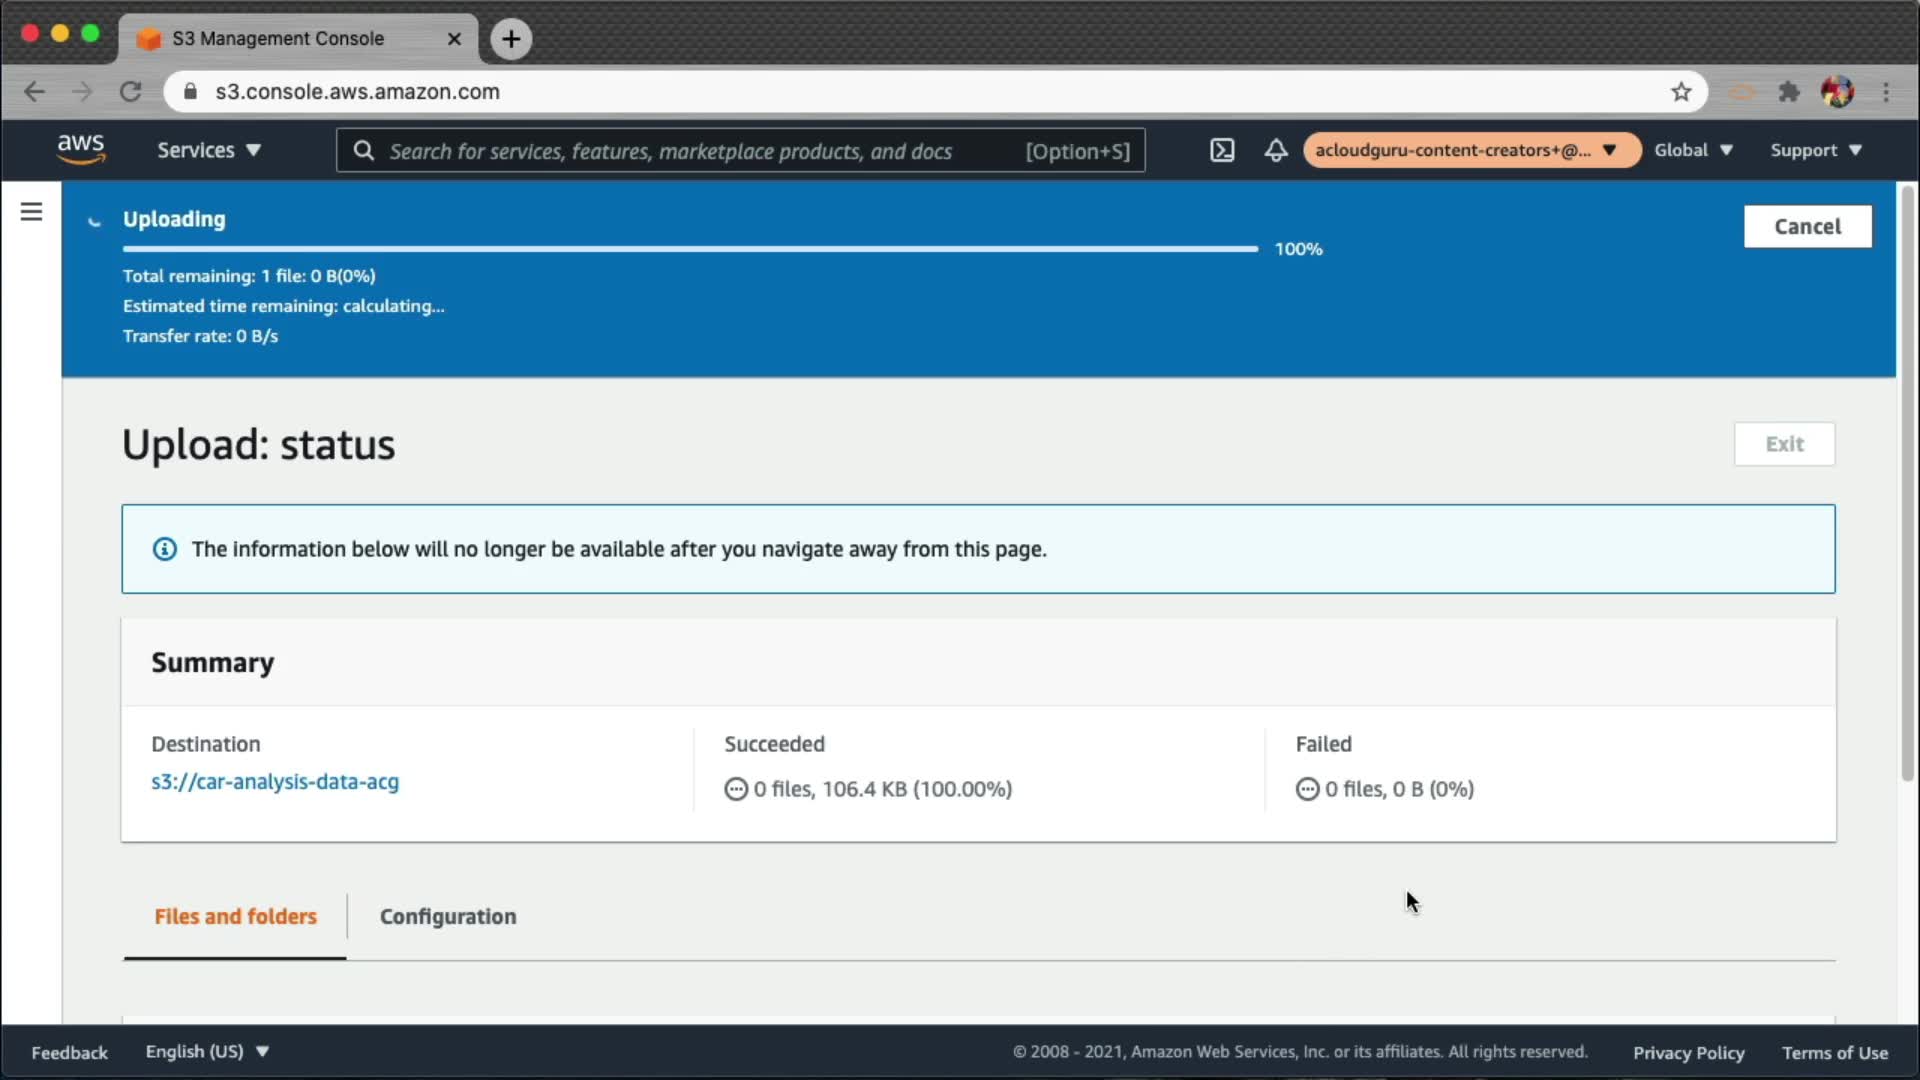 S3 Management Console
s3.console.aws.amazon.com
aws
Services
Search for services, features, marketplace products, and docs [Option+S]
acloudguru-content-creators+@...
Global
Support
Uploading
Cancel
100%
Total remaining: 1 file: 0 B(0%)
Estimated time remaining: calculating...
Transfer rate: 0 B/s
Upload: status
Exit
The information below will no longer be available after you navigate away from this page.
Summary
Destination
s3://car-analysis-data-acg
Succeeded
0 files, 106.4 KB (100.00%)
Failed
0 files, 0 B (0%)
Files and folders
Configuration
Feedback
English (US)
© 2008 - 2021, Amazon Web Services, Inc. or its affiliates. All rights reserved.
Privacy Policy
Terms of Use